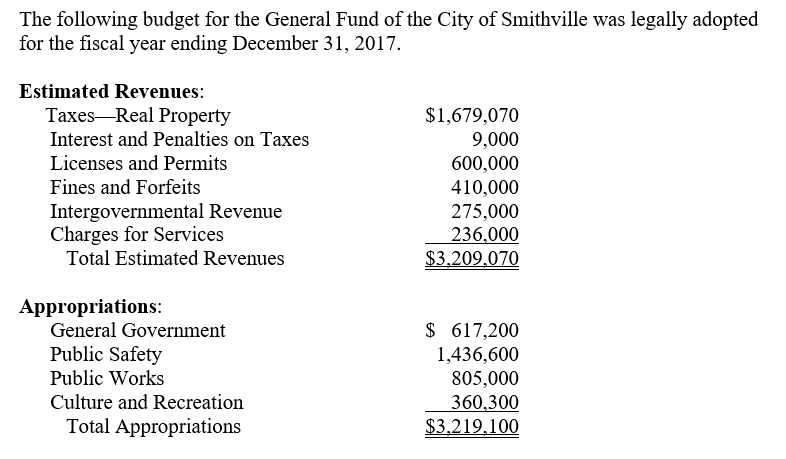 The following budget for the General Fund of the City of Smithville was legally adopted
for the fiscal year ending December 31, 2017.
Estimated Revenues:
Taxes—Real Property $1,679,070
Interest and Penalties on Taxes 9,000
Licenses and Permits 600,000
Fines and Forfeits 410,000
Intergovernmental Revenue 275,000
Charges for Services 236,000
Total Estimated Revenues $3,209,070
Appropriations:
General Government $ 617,200
Public Safety 1,436,600
Public Works 805,000
Culture and Recreation 360,300
Total Appropriations $3,219,100